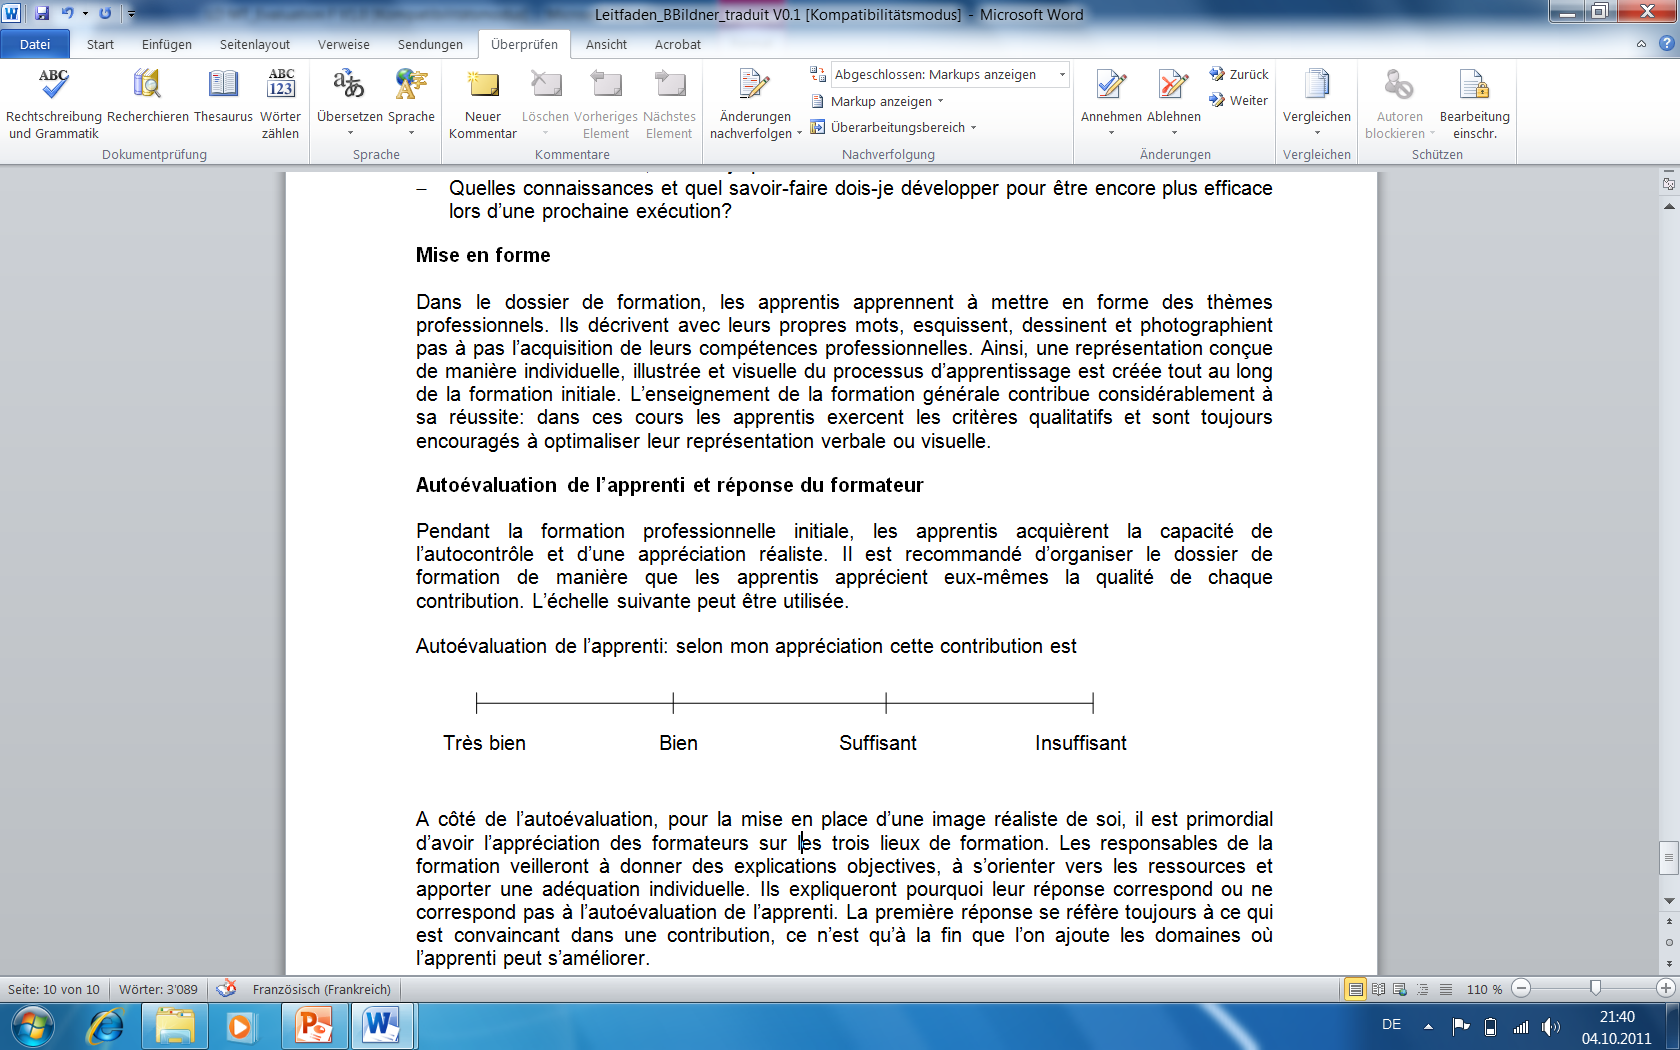 Leitfaden_BBildner_traduit V0.1 [Kompatibilitätsmodus] - Microsoft Word
Datei Start Einfügen Seitenlayout Verweise Sendungen Überprüfen Ansicht Acrobat
Rechtschreibung und Grammatik
Recherchieren
Thesaurus
Wörter zählen
Dokumentprüfung
Übersetzen
Sprache
Sprache
Neuer Kommentar
Löschen
Vorheriges Element
Nächstes Element
Kommentare
Änderungen nachverfolgen
Abgeschlossen: Markups anzeigen
Markup anzeigen
Überarbeitungsbereich
Nachverfolgung
Annehmen
Ablehnen
Zurück
Weiter
Änderungen
Vergleichen
Vergleichen
Autoren blockieren
Bearbeitung einschr.
Schützen
– Quelles connaissances et quel savoir-faire dois-je développer pour être encore plus efficace
lors d’une prochaine exécution?
Mise en forme
Dans le dossier de formation, les apprentis apprennent à mettre en forme des thèmes
professionnels. Ils décrivent avec leurs propres mots, esquissent, dessinent et photographient
pas à pas l’acquisition de leurs compétences professionnelles. Ainsi, une représentation conçue
de manière individuelle, illustrée et visuelle du processus d’apprentissage est créée tout au long
de la formation initiale. L’enseignement de la formation générale contribue considérablement à
sa réussite: dans ces cours les apprentis exercent les critères qualitatifs et sont toujours
encouragés à optimaliser leur représentation verbale ou visuelle.
Autoévaluation de l’apprenti et réponse du formateur
Pendant la formation professionnelle initiale, les apprentis acquièrent la capacité de
l’autocontrôle et d’une appréciation réaliste. Il est recommandé d’organiser le dossier de
formation de manière que les apprentis apprécient eux-mêmes la qualité de chaque
contribution. L’échelle suivante peut être utilisée.
Autoévaluation de l’apprenti: selon mon appréciation cette contribution est
Très bien Bien Suffisant Insuffisant
A côté de l’autoévaluation, pour la mise en place d’une image réaliste de soi, il est primordial
d’avoir l’appréciation des formateurs sur les trois lieux de formation. Les responsables de la
formation veilleront à donner des explications objectives, à s’orienter vers les ressources et
apporter une adéquation individuelle. Ils expliqueront pourquoi leur réponse correspond ou ne
correspond pas à l’autoévaluation de l’apprenti. La première réponse se réfère toujours à ce qui
est convaincant dans une contribution, ce n’est qu’à la fin que l’on ajoute les domaines où
l’apprenti peut s’améliorer.
Seite: 10 von 10 Wörter: 3'089 Französisch (Frankreich) 110 %
DE 21:40
04.10.2011